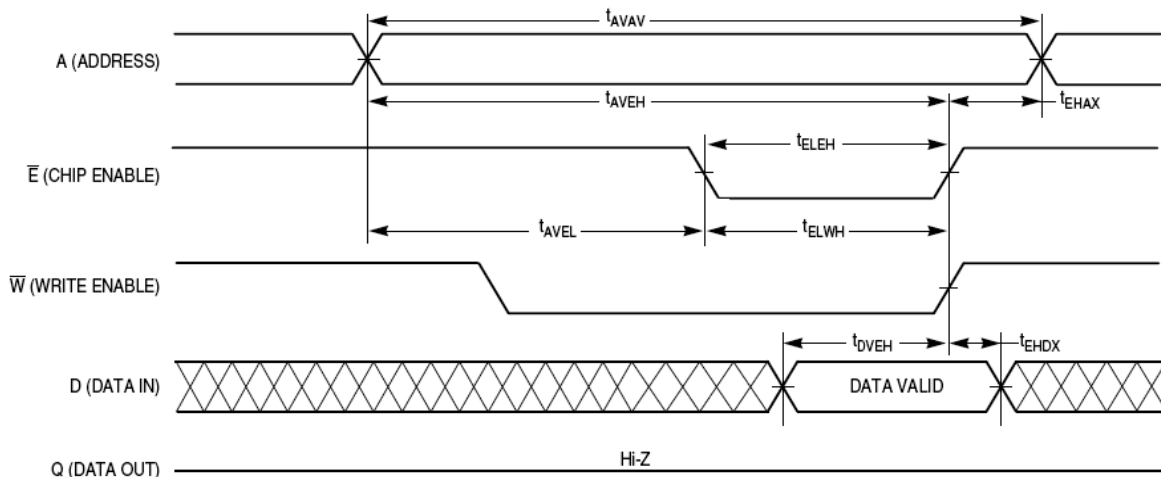 tAVAV
A (ADDRESS)
tAVEH
tEHAX
tELEH
E̅ (CHIP ENABLE)
tAVEL
tELWH
W̅ (WRITE ENABLE)
tDVEH
tEHDX
D (DATA IN)
DATA VALID
Hi-Z
Q (DATA OUT)